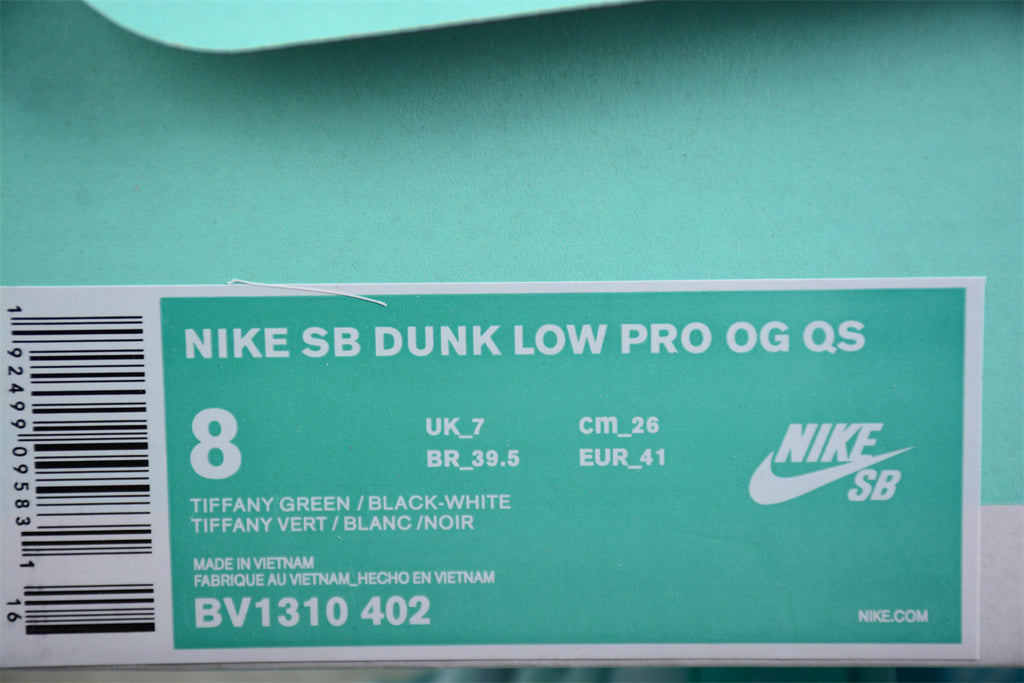 NIKE SB DUNK LOW PRO OG QS
8
UK_7
cm_26
BR_39.5
EUR_41
NIKE
SB
TIFFANY GREEN / BLACK-WHITE
TIFFANY VERT / BLANC /NOIR
MADE IN VIETNAM
FABRIQUE AU VIETNAM_HECHO EN VIETNAM
BV1310 402
NIKE.COM
1 92499 09583 1
16